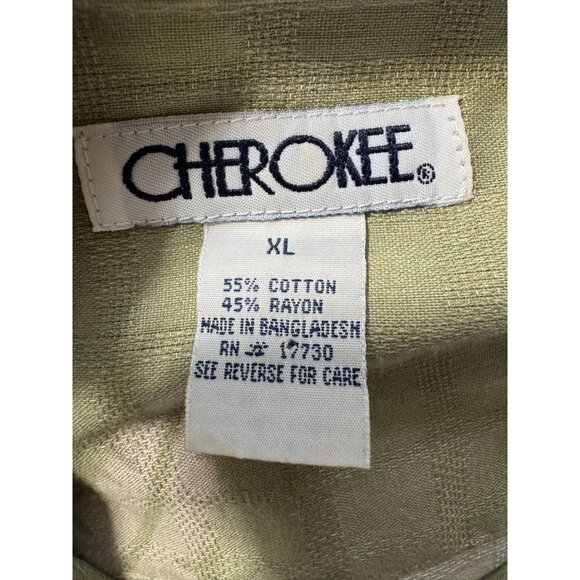 CHEROKEE®
XL
55% COTTON
45% RAYON
MADE IN BANGLADESH
RN # 17730
SEE REVERSE FOR CARE